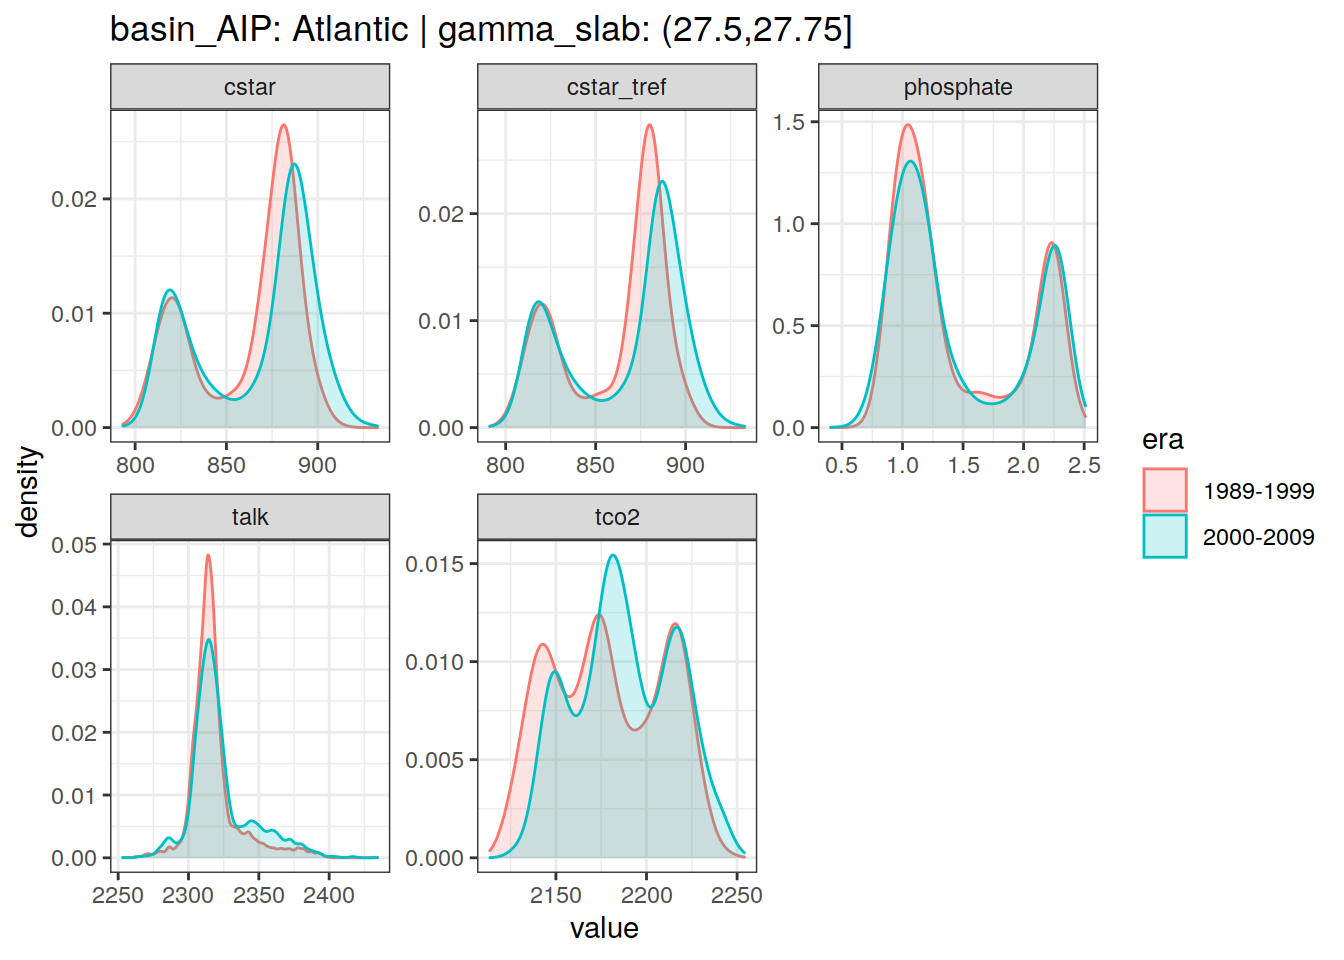 basin_AIP: Atlantic | gamma_slab: (27.5,27.75]
cstar
cstar_tref
phosphate
0.02
0.01
0.00
800 850 900
0.02
0.01
0.00
800 850 900
1.5
1.0
0.5
0.0
0.5 1.0 1.5 2.0 2.5
density
talk
tco2
0.05
0.04
0.03
0.02
0.01
0.00
2250 2300 2350 2400
0.015
0.010
0.005
0.000
2150 2200 2250
value
era
1989-1999
2000-2009